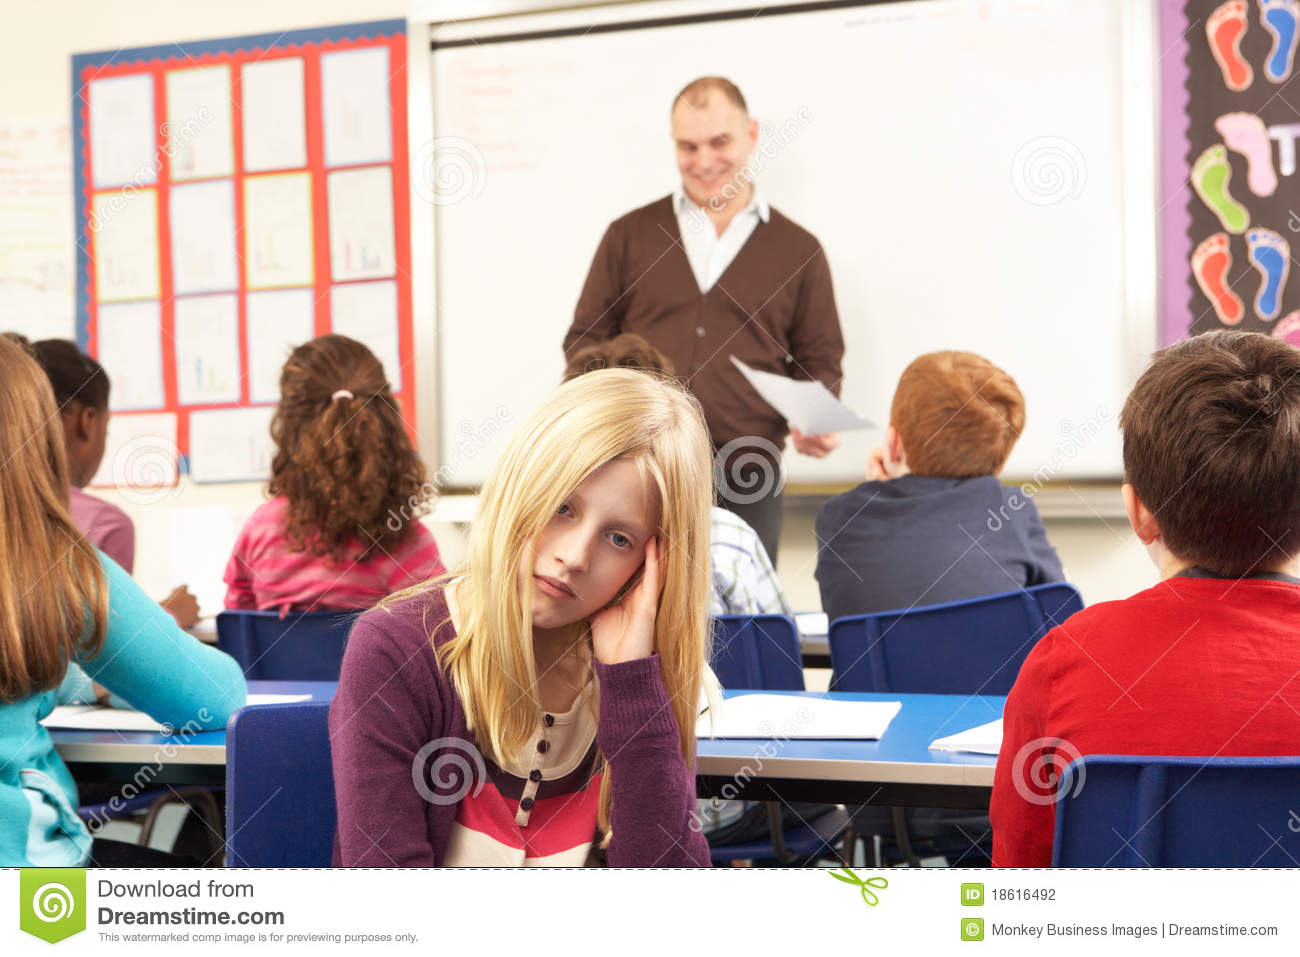 T
Download from
Dreamstime.com
This watermarked comp image is for previewing purposes only.
ID 18616492
© Monkey Business Images | Dreamstime.com